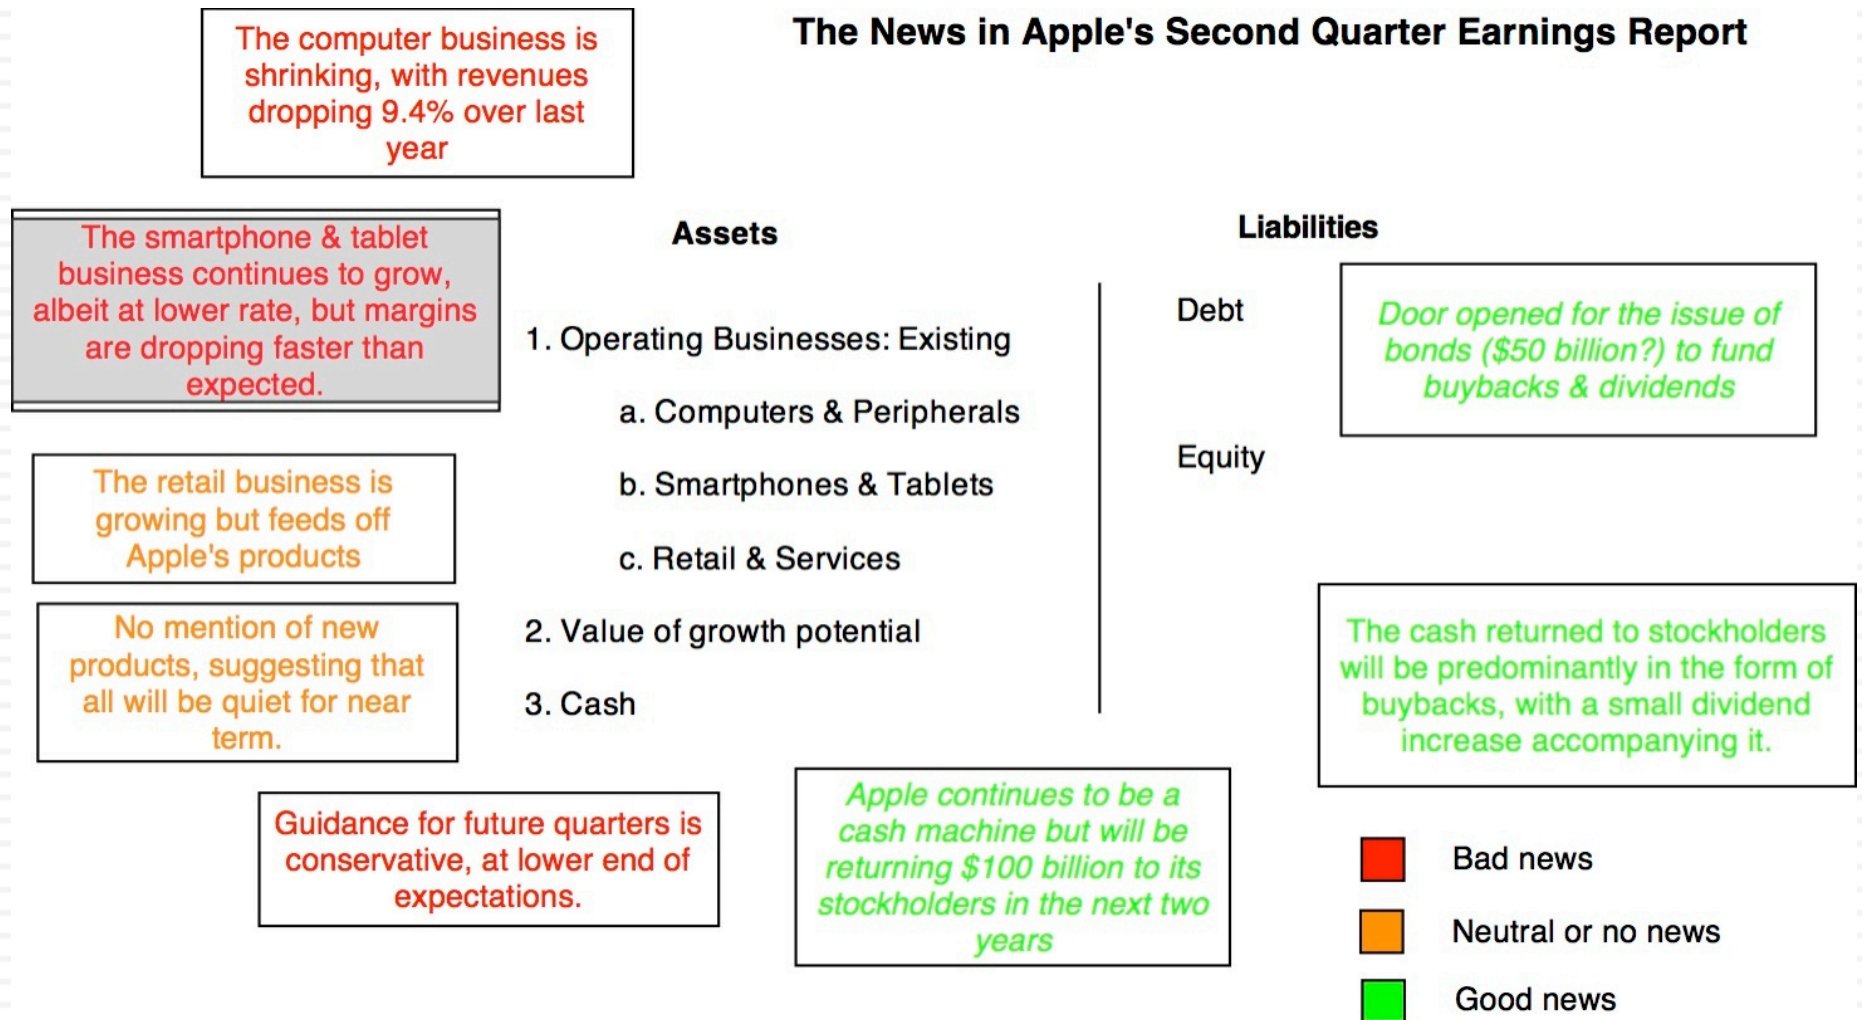 The News in Apple's Second Quarter Earnings Report
The computer business is
shrinking, with revenues
dropping 9.4% over last
year
The smartphone & tablet
business continues to grow,
albeit at lower rate, but margins
are dropping faster than
expected.
The retail business is
growing but feeds off
Apple's products
No mention of new
products, suggesting that
all will be quiet for near
term.
Guidance for future quarters is
conservative, at lower end of
expectations.
Assets
1. Operating Businesses: Existing
a. Computers & Peripherals
b. Smartphones & Tablets
c. Retail & Services
2. Value of growth potential
3. Cash
Apple continues to be a
cash machine but will be
returning $100 billion to its
stockholders in the next two
years
Liabilities
Debt
Equity
Door opened for the issue of
bonds ($50 billion?) to fund
buybacks & dividends
The cash returned to stockholders
will be predominantly in the form of
buybacks, with a small dividend
increase accompanying it.
Bad news
Neutral or no news
Good news